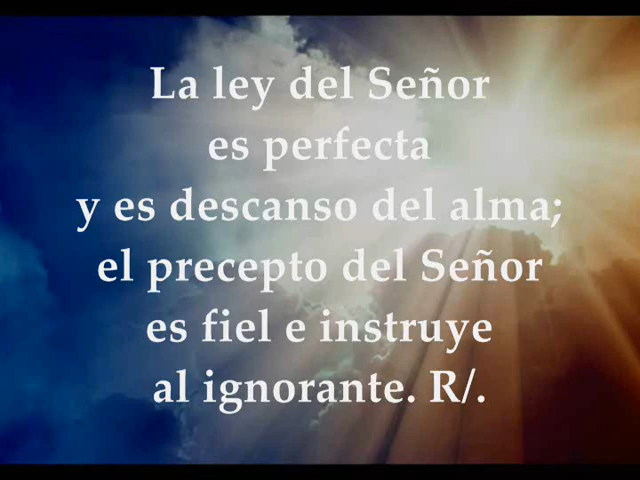 La ley del Señor
es perfecta
y es descanso del alma;
el precepto del Señor
es fiel e instruye
al ignorante. R/.